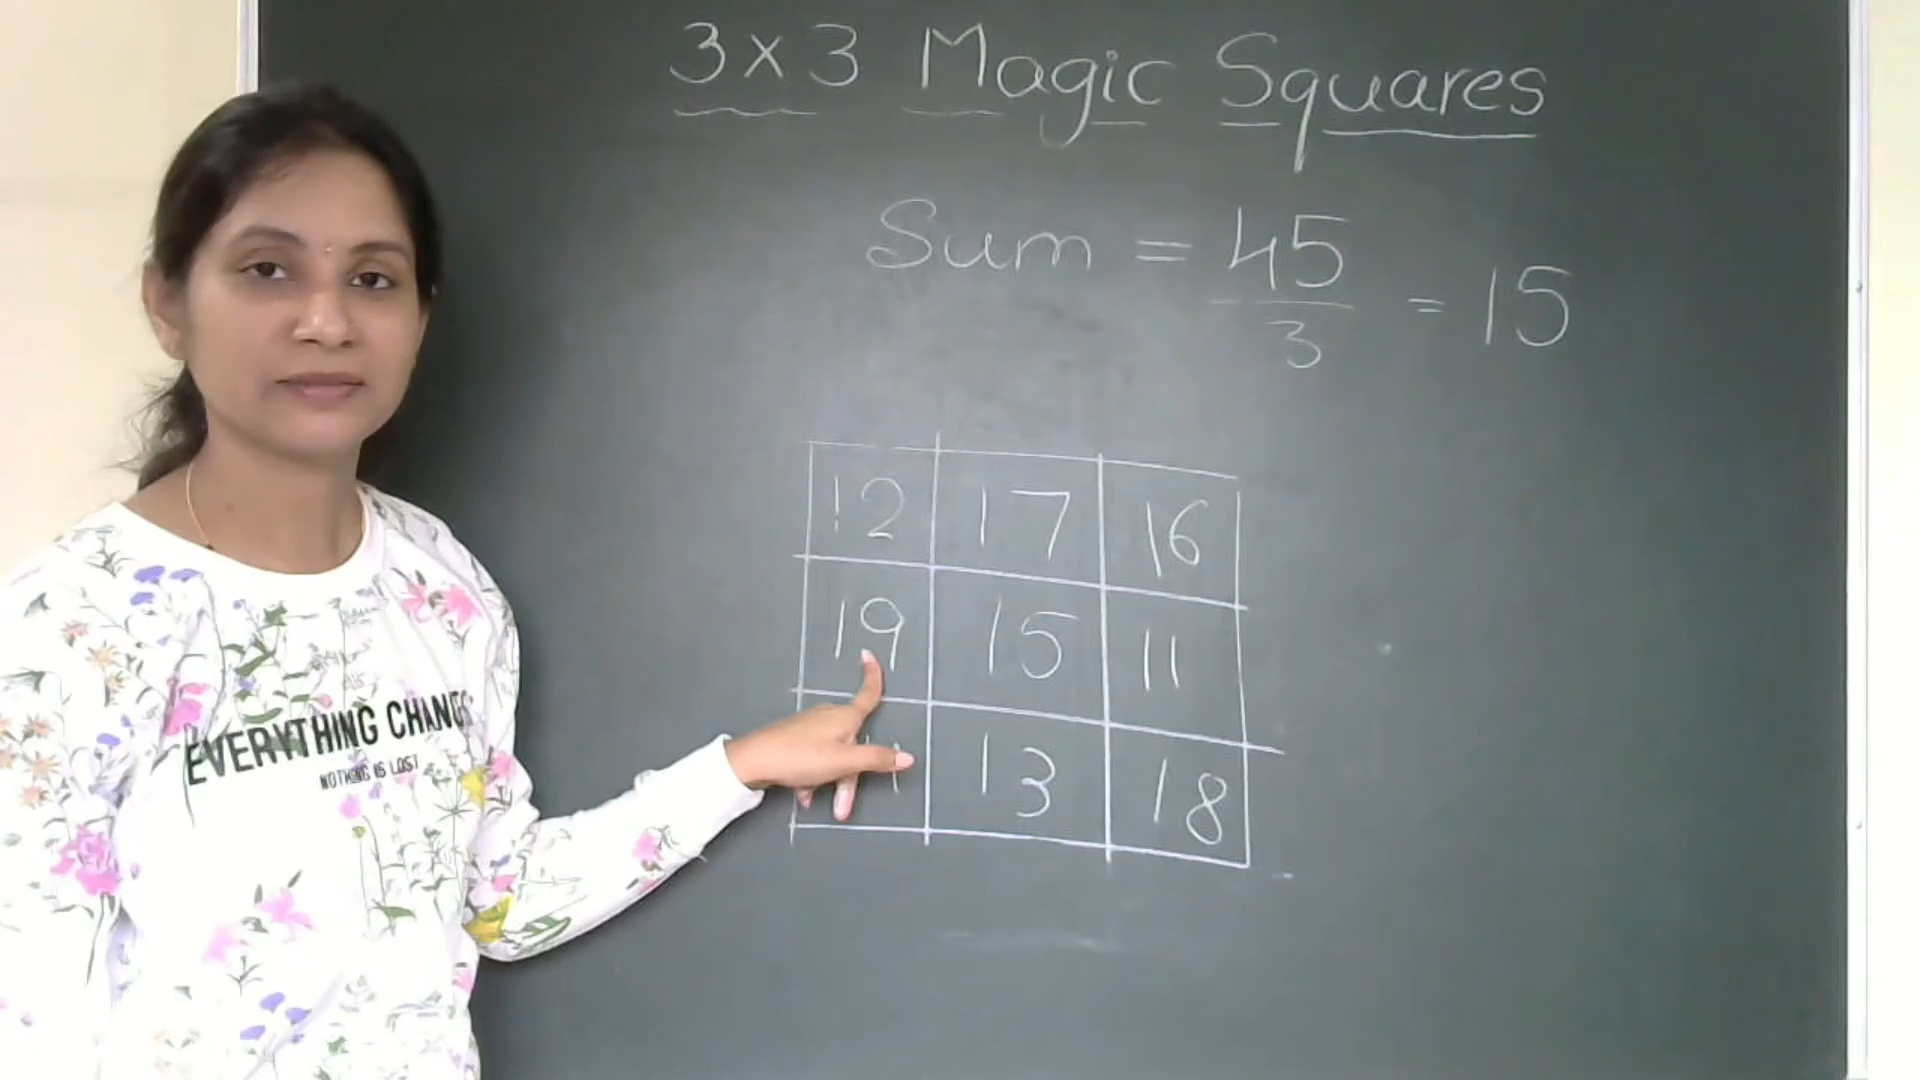 3x3 Magic Squares
Sum = 45/3 = 15
12 17 16
19 15 11
13 18
EVERYTHING CHANGES
NOTHING IS LOST